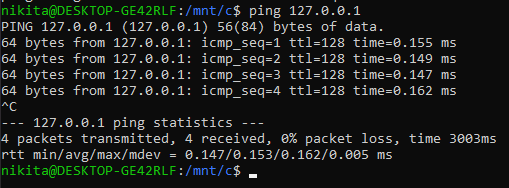 nikita@DESKTOP-GE42RLF:/mnt/c$ ping 127.0.0.1
PING 127.0.0.1 (127.0.0.1) 56(84) bytes of data.
64 bytes from 127.0.0.1: icmp_seq=1 ttl=128 time=0.155 ms
64 bytes from 127.0.0.1: icmp_seq=2 ttl=128 time=0.149 ms
64 bytes from 127.0.0.1: icmp_seq=3 ttl=128 time=0.147 ms
64 bytes from 127.0.0.1: icmp_seq=4 ttl=128 time=0.162 ms
^C
--- 127.0.0.1 ping statistics ---
4 packets transmitted, 4 received, 0% packet loss, time 3003ms
rtt min/avg/max/mdev = 0.147/0.153/0.162/0.005 ms
nikita@DESKTOP-GE42RLF:/mnt/c$